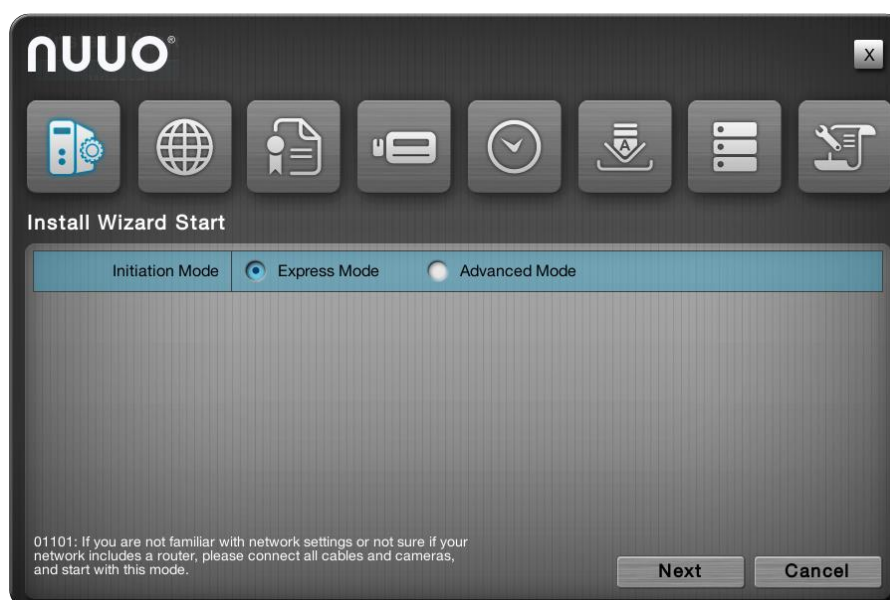 nuuo®
X
A
Install Wizard Start
Initiation Mode Express Mode Advanced Mode
01101: If you are not familiar with network settings or not sure if your
network includes a router, please connect all cables and cameras,
and start with this mode.
Next Cancel